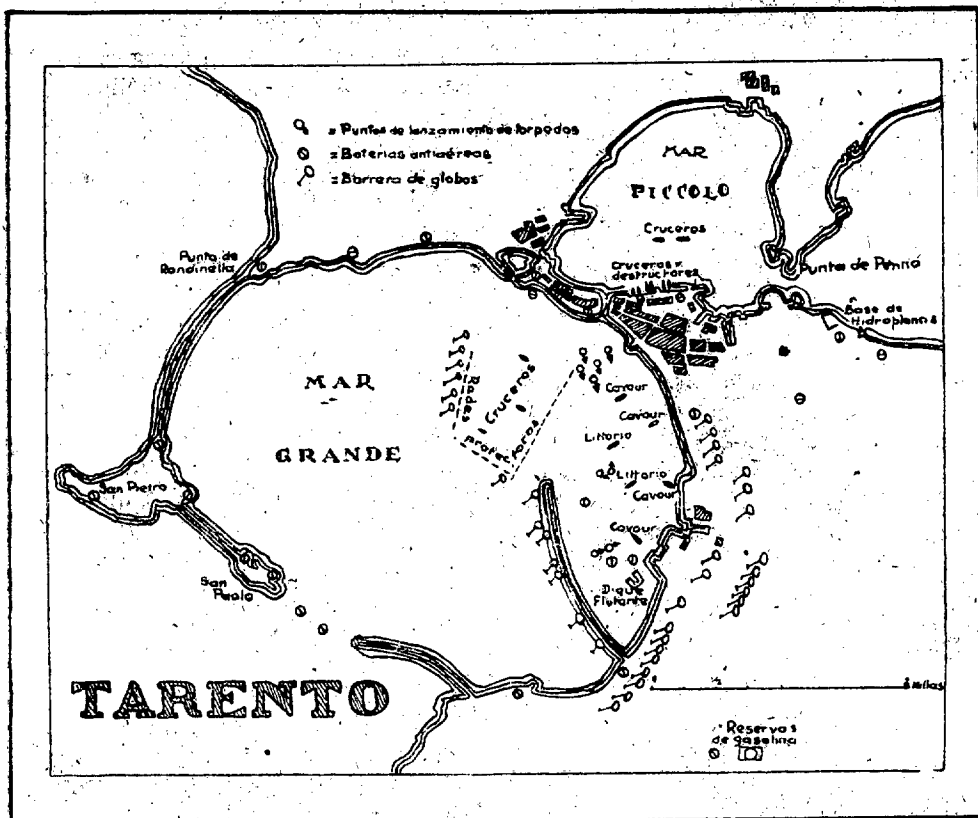 = Puntos de lanzamiento de torpedos
= Baterias antiaéreas
= Barrera de globos
MAR
PICCOLO
Cruceros
Punta de
Rondinella
Cruceros y
destructores
Punta de Penna
Base de
Hidroplanos
MAR
GRANDE
Redes
protectoras
Cruceros
Cavour
Cavour
Littorio
Littorio
Cavour
Cavour
San Pietro
San Paolo
Dique
Flotante
TARENTO
Millas
Reservas
de gasolina